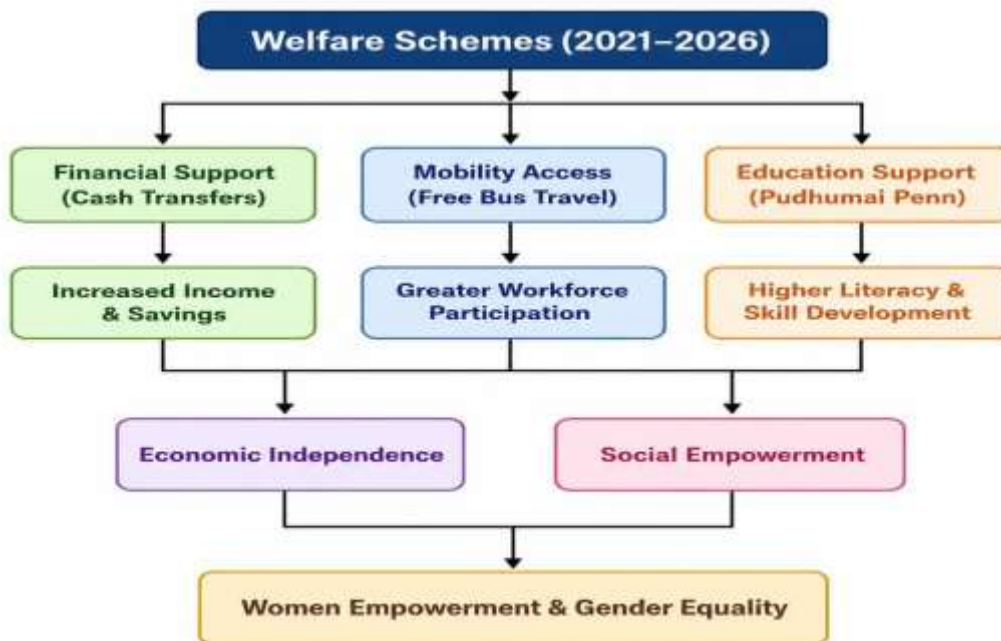 Welfare Schemes (2021–2026)
Financial Support
(Cash Transfers)
Mobility Access
(Free Bus Travel)
Education Support
(Pudhumai Penn)
Increased Income
& Savings
Greater Workforce
Participation
Higher Literacy &
Skill Development
Economic Independence
Social Empowerment
Women Empowerment & Gender Equality